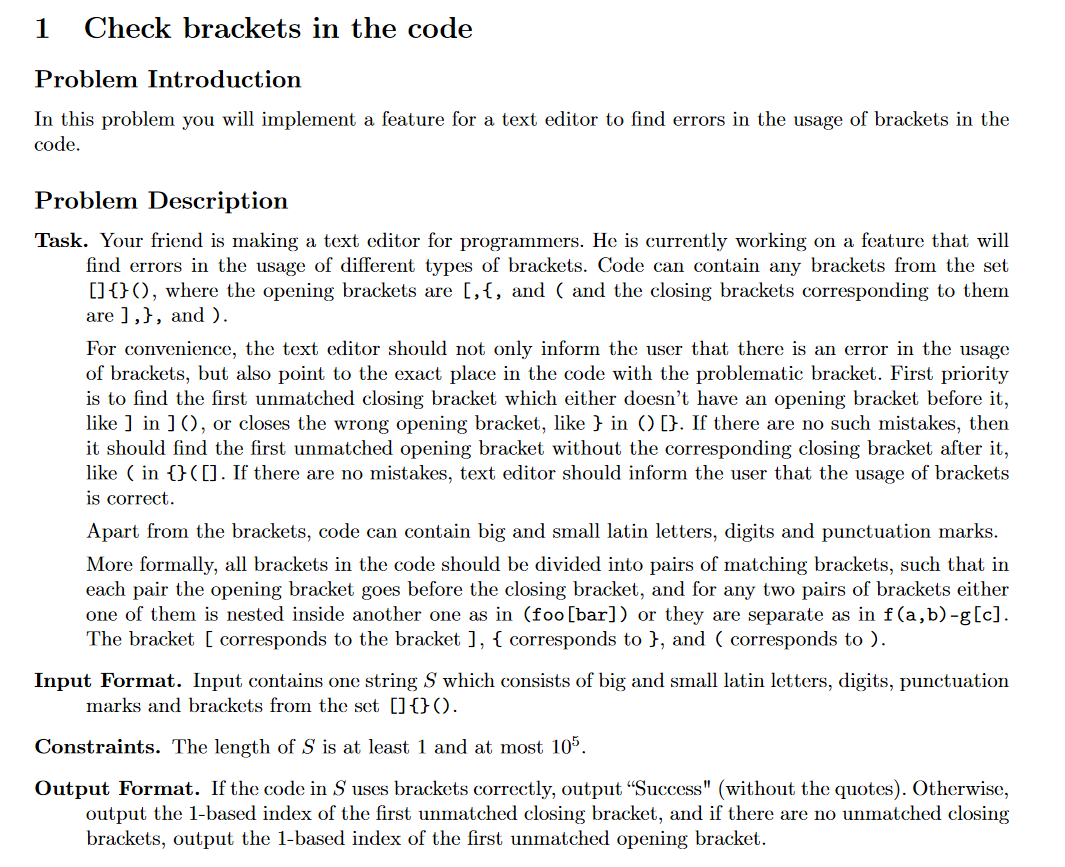 1 Check brackets in the code
Problem Introduction
In this problem you will implement a feature for a text editor to find errors in the usage of brackets in the
code.
Problem Description
Task. Your friend is making a text editor for programmers. He is currently working on a feature that will
find errors in the usage of different types of brackets. Code can contain any brackets from the set
[]{}(), where the opening brackets are [,{, and ( and the closing brackets corresponding to them
are ],}, and ).
For convenience, the text editor should not only inform the user that there is an error in the usage
of brackets, but also point to the exact place in the code with the problematic bracket. First priority
is to find the first unmatched closing bracket which either doesn't have an opening bracket before it,
like ] in ](), or closes the wrong opening bracket, like } in ()[}. If there are no such mistakes, then
it should find the first unmatched opening bracket without the corresponding closing bracket after it,
like ( in {}([]. If there are no mistakes, text editor should inform the user that the usage of brackets
is correct.
Apart from the brackets, code can contain big and small latin letters, digits and punctuation marks.
More formally, all brackets in the code should be divided into pairs of matching brackets, such that in
each pair the opening bracket goes before the closing bracket, and for any two pairs of brackets either
one of them is nested inside another one as in (foo[bar]) or they are separate as in f(a,b)-g[c].
The bracket [ corresponds to the bracket ], { corresponds to }, and ( corresponds to ).
Input Format. Input contains one string S which consists of big and small latin letters, digits, punctuation
marks and brackets from the set []{}().
Constraints. The length of S is at least 1 and at most 10⁵.
Output Format. If the code in S uses brackets correctly, output “Success" (without the quotes). Otherwise,
output the 1-based index of the first unmatched closing bracket, and if there are no unmatched closing
brackets, output the 1-based index of the first unmatched opening bracket.